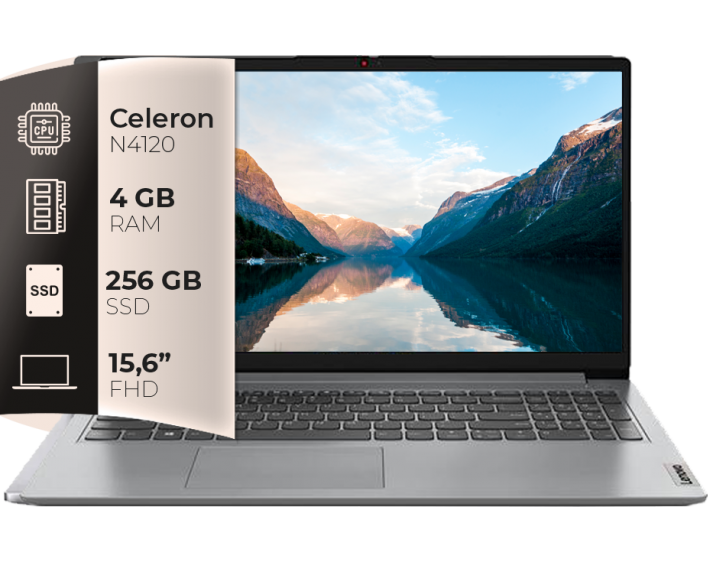 CPU
Celeron
N4120
4 GB
RAM
SSD
256 GB
SSD
15,6”
FHD
Lenovo